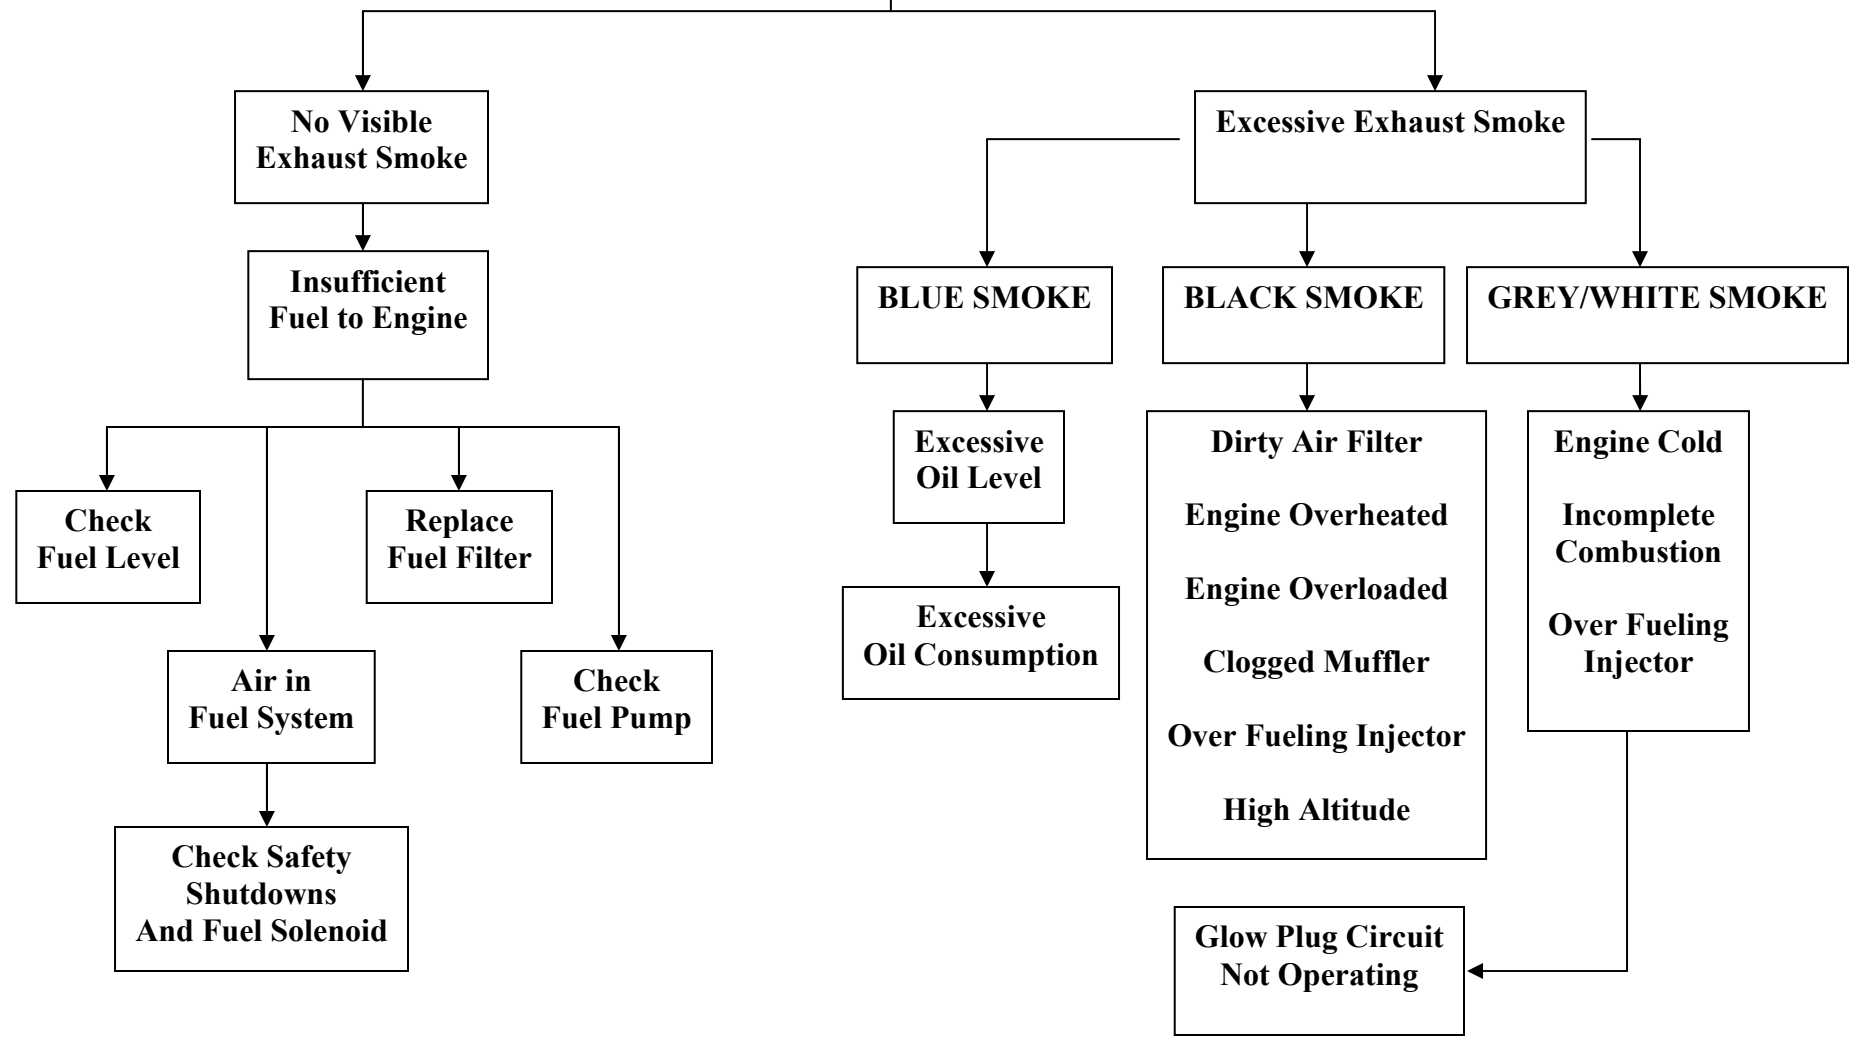 No Visible
Exhaust Smoke
Excessive Exhaust Smoke
Insufficient
Fuel to Engine
BLUE SMOKE
BLACK SMOKE
GREY/WHITE SMOKE
Check
Fuel Level
Replace
Fuel Filter
Air in
Fuel System
Check
Fuel Pump
Check Safety
Shutdowns
And Fuel Solenoid
Excessive
Oil Level
Excessive
Oil Consumption
Dirty Air Filter
Engine Overheated
Engine Overloaded
Clogged Muffler
Over Fueling Injector
High Altitude
Engine Cold
Incomplete
Combustion
Over Fueling
Injector
Glow Plug Circuit
Not Operating